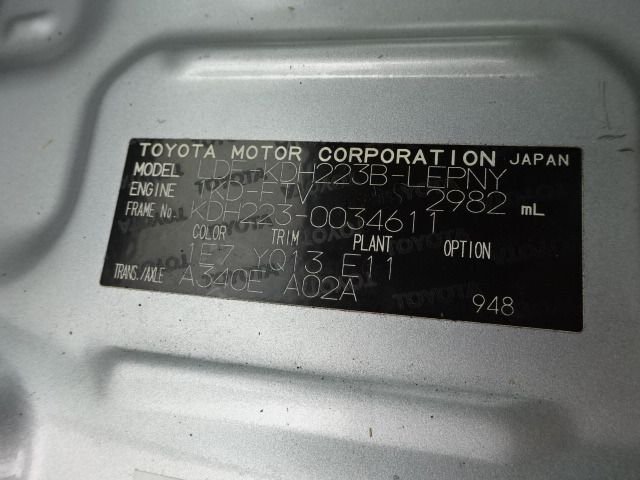 TOYOTA MOTOR CORPORATION JAPAN
MODEL LDF-KDH223B-LEPNY
ENGINE 1KD-FTV 2982 mL
FRAME No. KDH223-0034611
COLOR TRIM PLANT OPTION
1E7 YQ13 E11
TRANS./AXLE A340E A02A
948